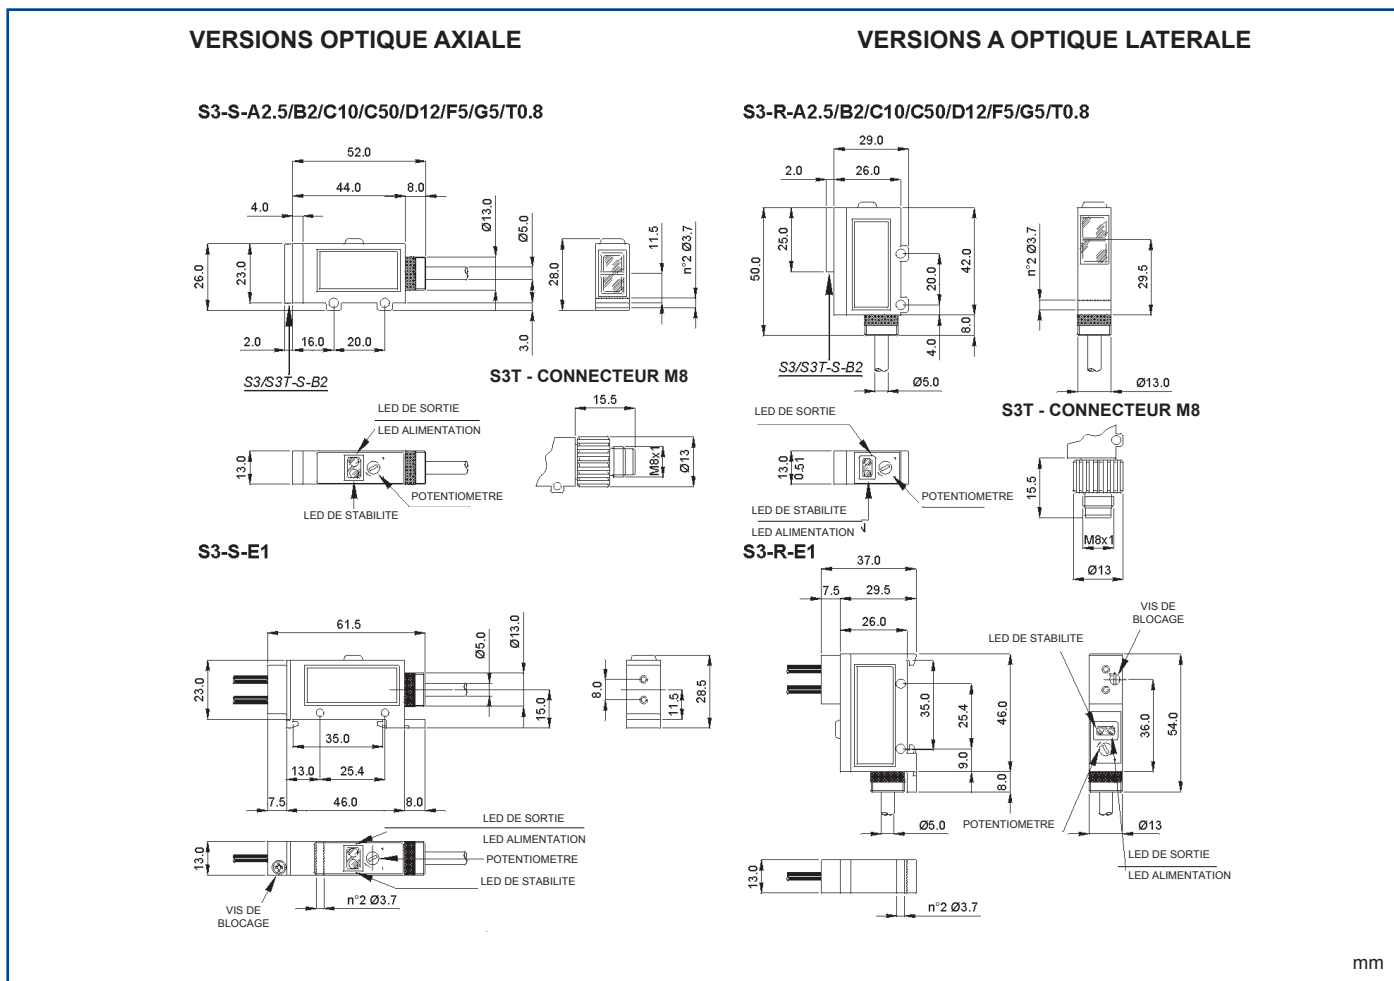 VERSIONS OPTIQUE AXIALE
VERSIONS A OPTIQUE LATERALE
S3-S-A2.5/B2/C10/C50/D12/F5/G5/T0.8
52.0
44.0
8.0
4.0
Ø13.0
Ø5.0
26.0
23.0
2.0
16.0
20.0
3.0
28.0
11.5
n°2 Ø3.7
S3/S3T-S-B2
S3T - CONNECTEUR M8
15.5
M8x1
Ø13
LED DE SORTIE
LED ALIMENTATION
13.0
POTENTIOMETRE
LED DE STABILITE
S3-R-A2.5/B2/C10/C50/D12/F5/G5/T0.8
29.0
2.0
26.0
50.0
25.0
20.0
42.0
4.0
8.0
Ø5.0
n°2 Ø3.7
29.5
Ø13.0
S3/S3T-S-B2
S3T - CONNECTEUR M8
15.5
M8x1
Ø13
LED DE SORTIE
13.0
0.51
POTENTIOMETRE
LED DE STABILITE
LED ALIMENTATION
S3-S-E1
61.5
Ø5.0
Ø13.0
23.0
15.0
35.0
13.0
25.4
7.5
46.0
8.0
8.0
11.5
28.5
LED DE SORTIE
LED ALIMENTATION
POTENTIOMETRE
LED DE STABILITE
13.0
VIS DE
BLOCAGE
n°2 Ø3.7
S3-R-E1
37.0
7.5
29.5
26.0
35.0
25.4
46.0
9.0
8.0
Ø5.0
VIS DE
BLOCAGE
LED DE STABILITE
36.0
54.0
POTENTIOMETRE
Ø13
LED DE SORTIE
LED ALIMENTATION
13.0
n°2 Ø3.7
mm